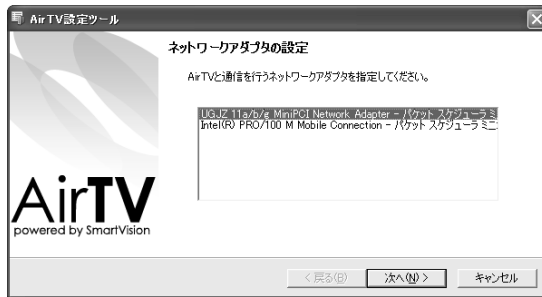 AirTV設定ツール
ネットワークアダプタの設定
AirTVと通信を行うネットワークアダプタを指定してください。
UGJZ 11a/b/g MiniPCI Network Adapter - パケット スケジューラ ミ
Intel(R) PRO/100 M Mobile Connection - パケット スケジューラ ミニ
AirTV
powered by SmartVision
< 戻る(B)
次へ(N) >
キャンセル